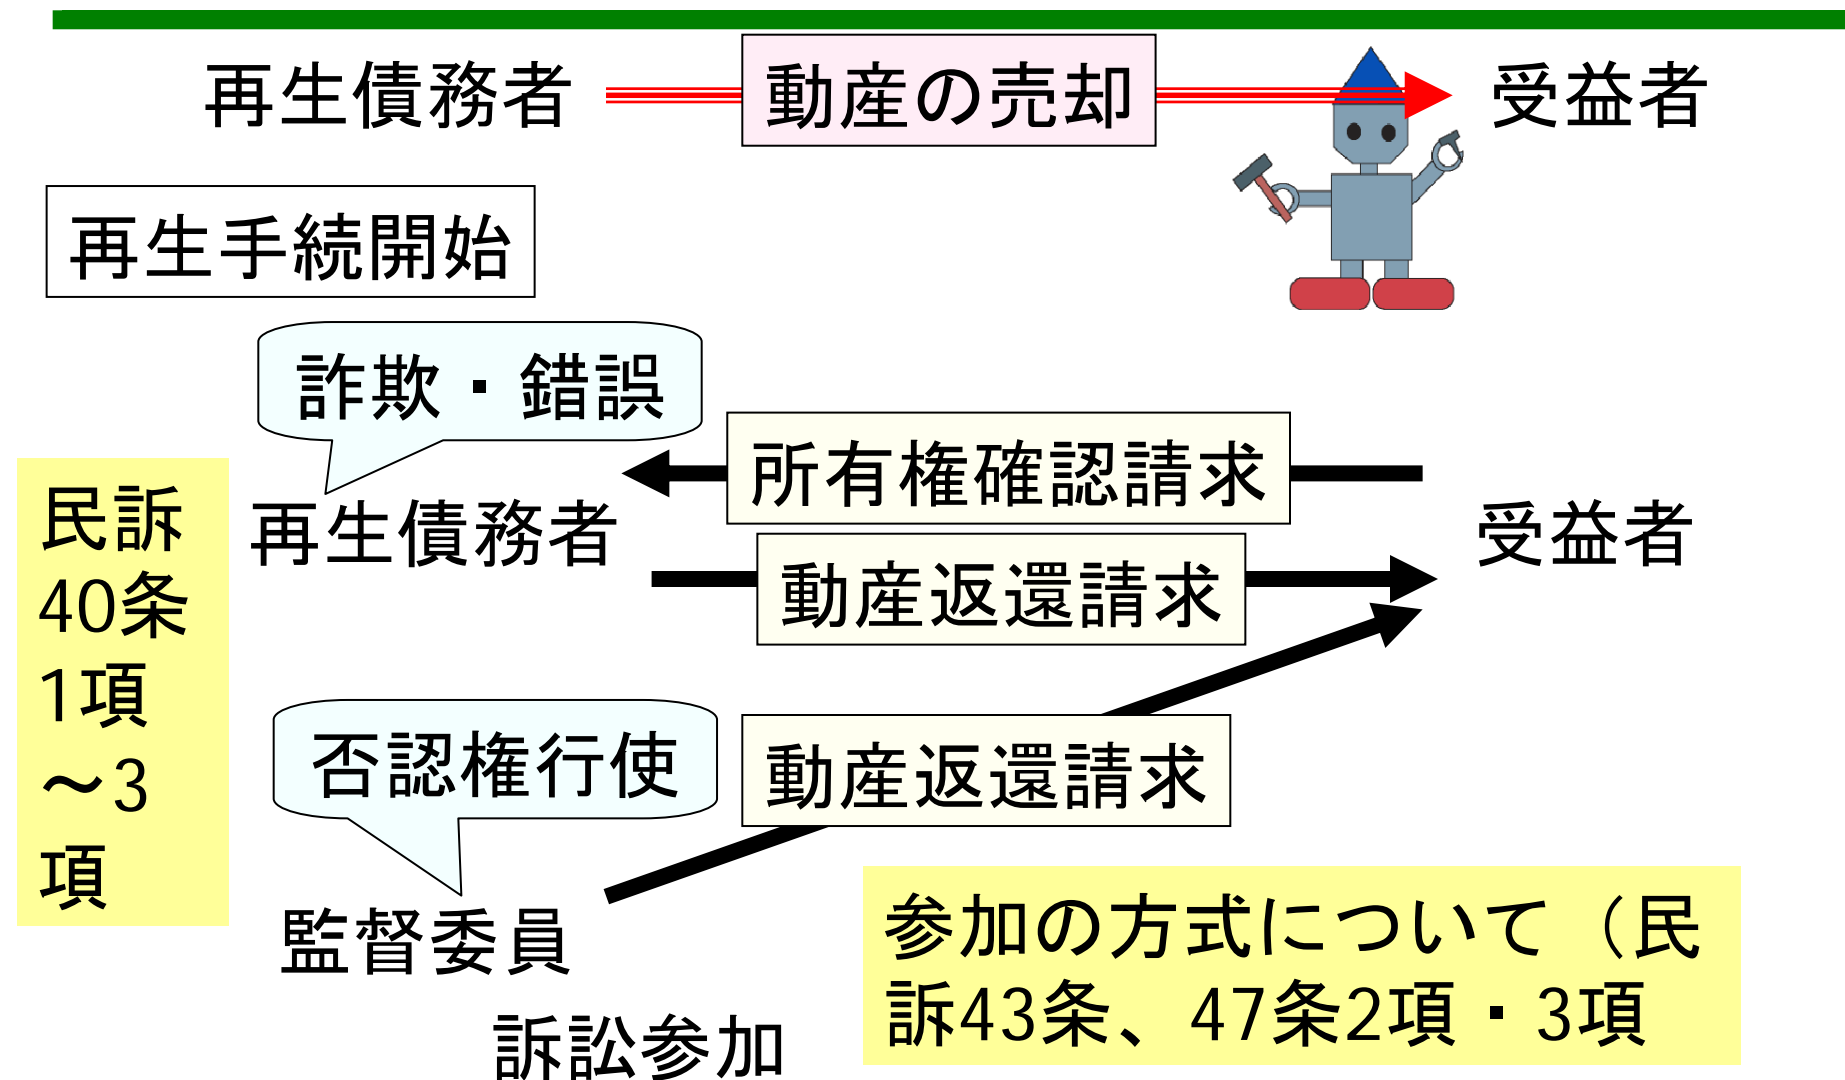 再生債務者
動産の売却
受益者
再生手続開始
詐欺・錯誤
所有権確認請求
民訴
40条
1項
～3
項
再生債務者
受益者
動産返還請求
否認権行使
動産返還請求
監督委員
参加の方式について（民
訴43条、47条2項・3項
訴訟参加